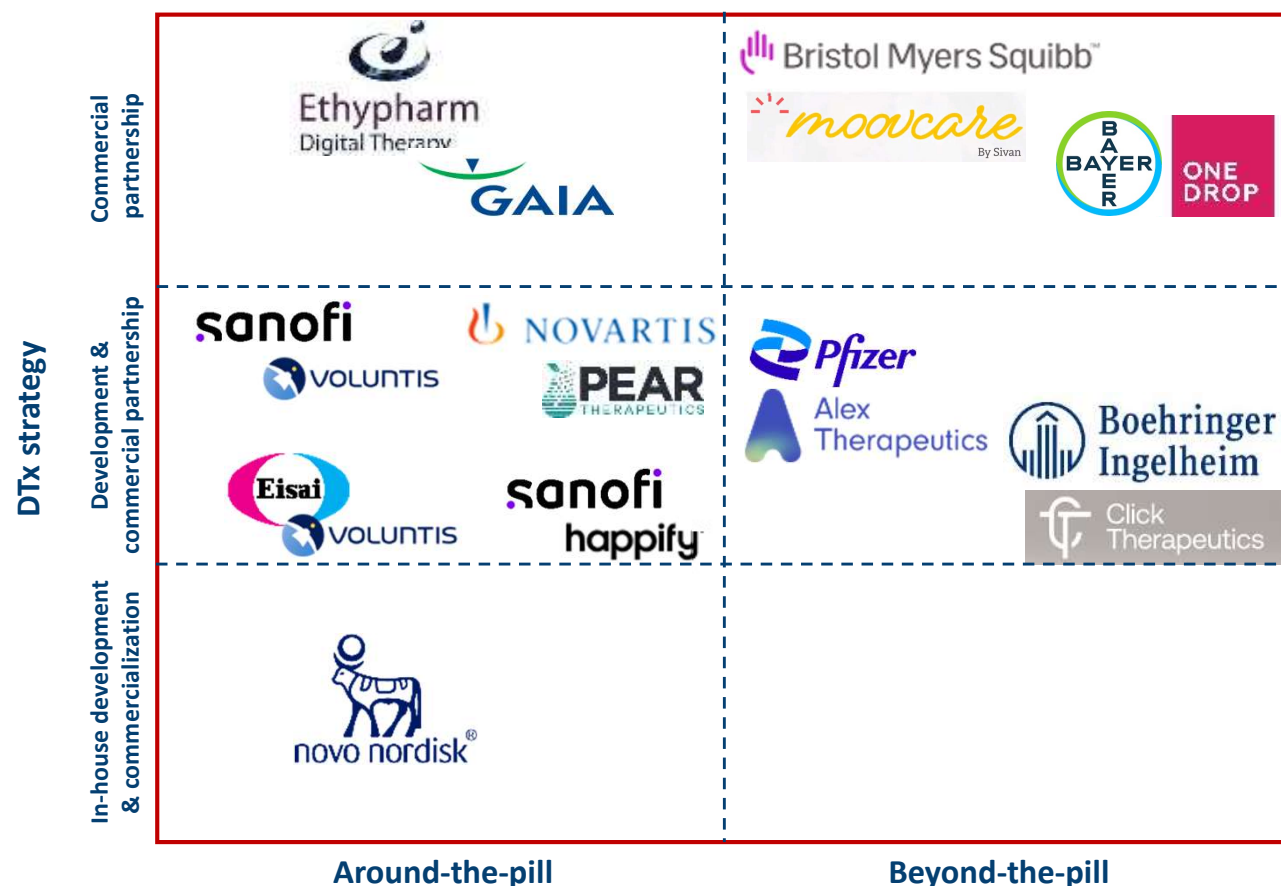 DTx strategy
Commercial
partnership
Ethypharm
Digital Therapy
GAIA
Bristol Myers Squibb™
moovcare
By Sivan
BAYER
BAYER
ONE
DROP
Development &
commercial partnership
sanofi
VOLUNTIS
NOVARTIS
PEAR
THERAPEUTICS
Eisai
VOLUNTIS
sanofi
happify
Pfizer
Alex
Therapeutics
Boehringer
Ingelheim
Click
Therapeutics
In-house development
& commercialization
novo nordisk®
Around-the-pill
Beyond-the-pill